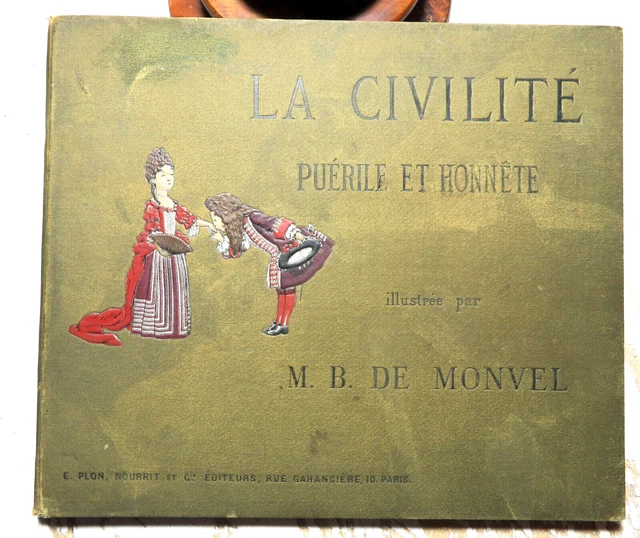 LA CIVILITÉ
PUÉRILE ET HONNÊTE
illustrée par
M. B. DE MONVEL
E. PLON, NOURRIT ET Cie ÉDITEURS, RUE GARANCIÈRE, 10. PARIS.